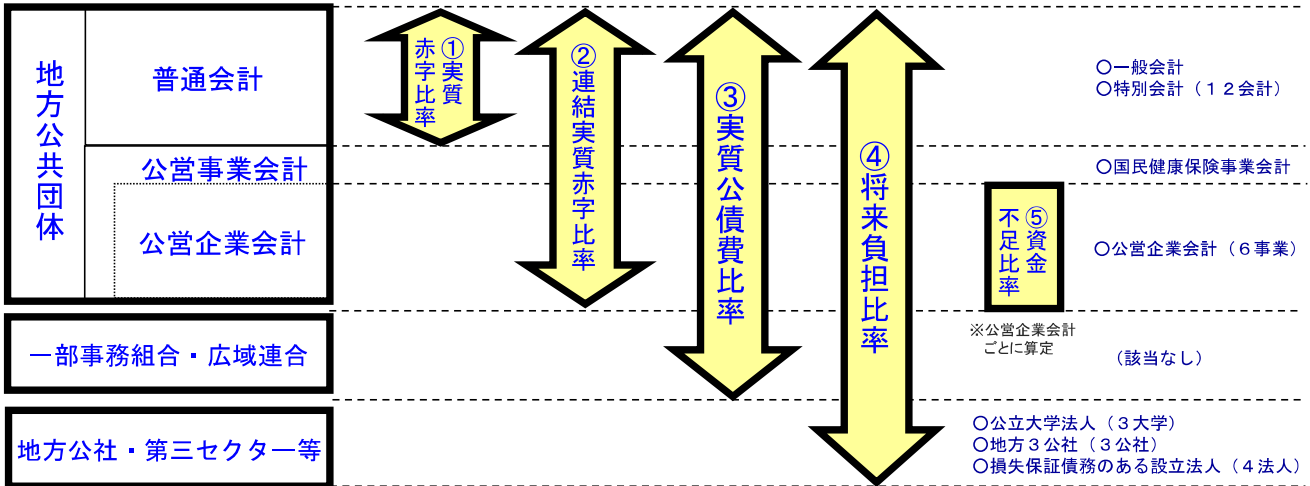 地方公共団体
普通会計
公営事業会計
公営企業会計
一部事務組合・広域連合
地方公社・第三セクター等
①実質
赤字比率
②連結実質赤字比率
③実質公債費比率
④将来負担比率
⑤資金
不足比率
※公営企業会計
ごとに算定
○一般会計
○特別会計（１２会計）
○国民健康保険事業会計
○公営企業会計（６事業）
（該当なし）
○公立大学法人（３大学）
○地方３公社（３公社）
○損失保証債務のある設立法人（４法人）